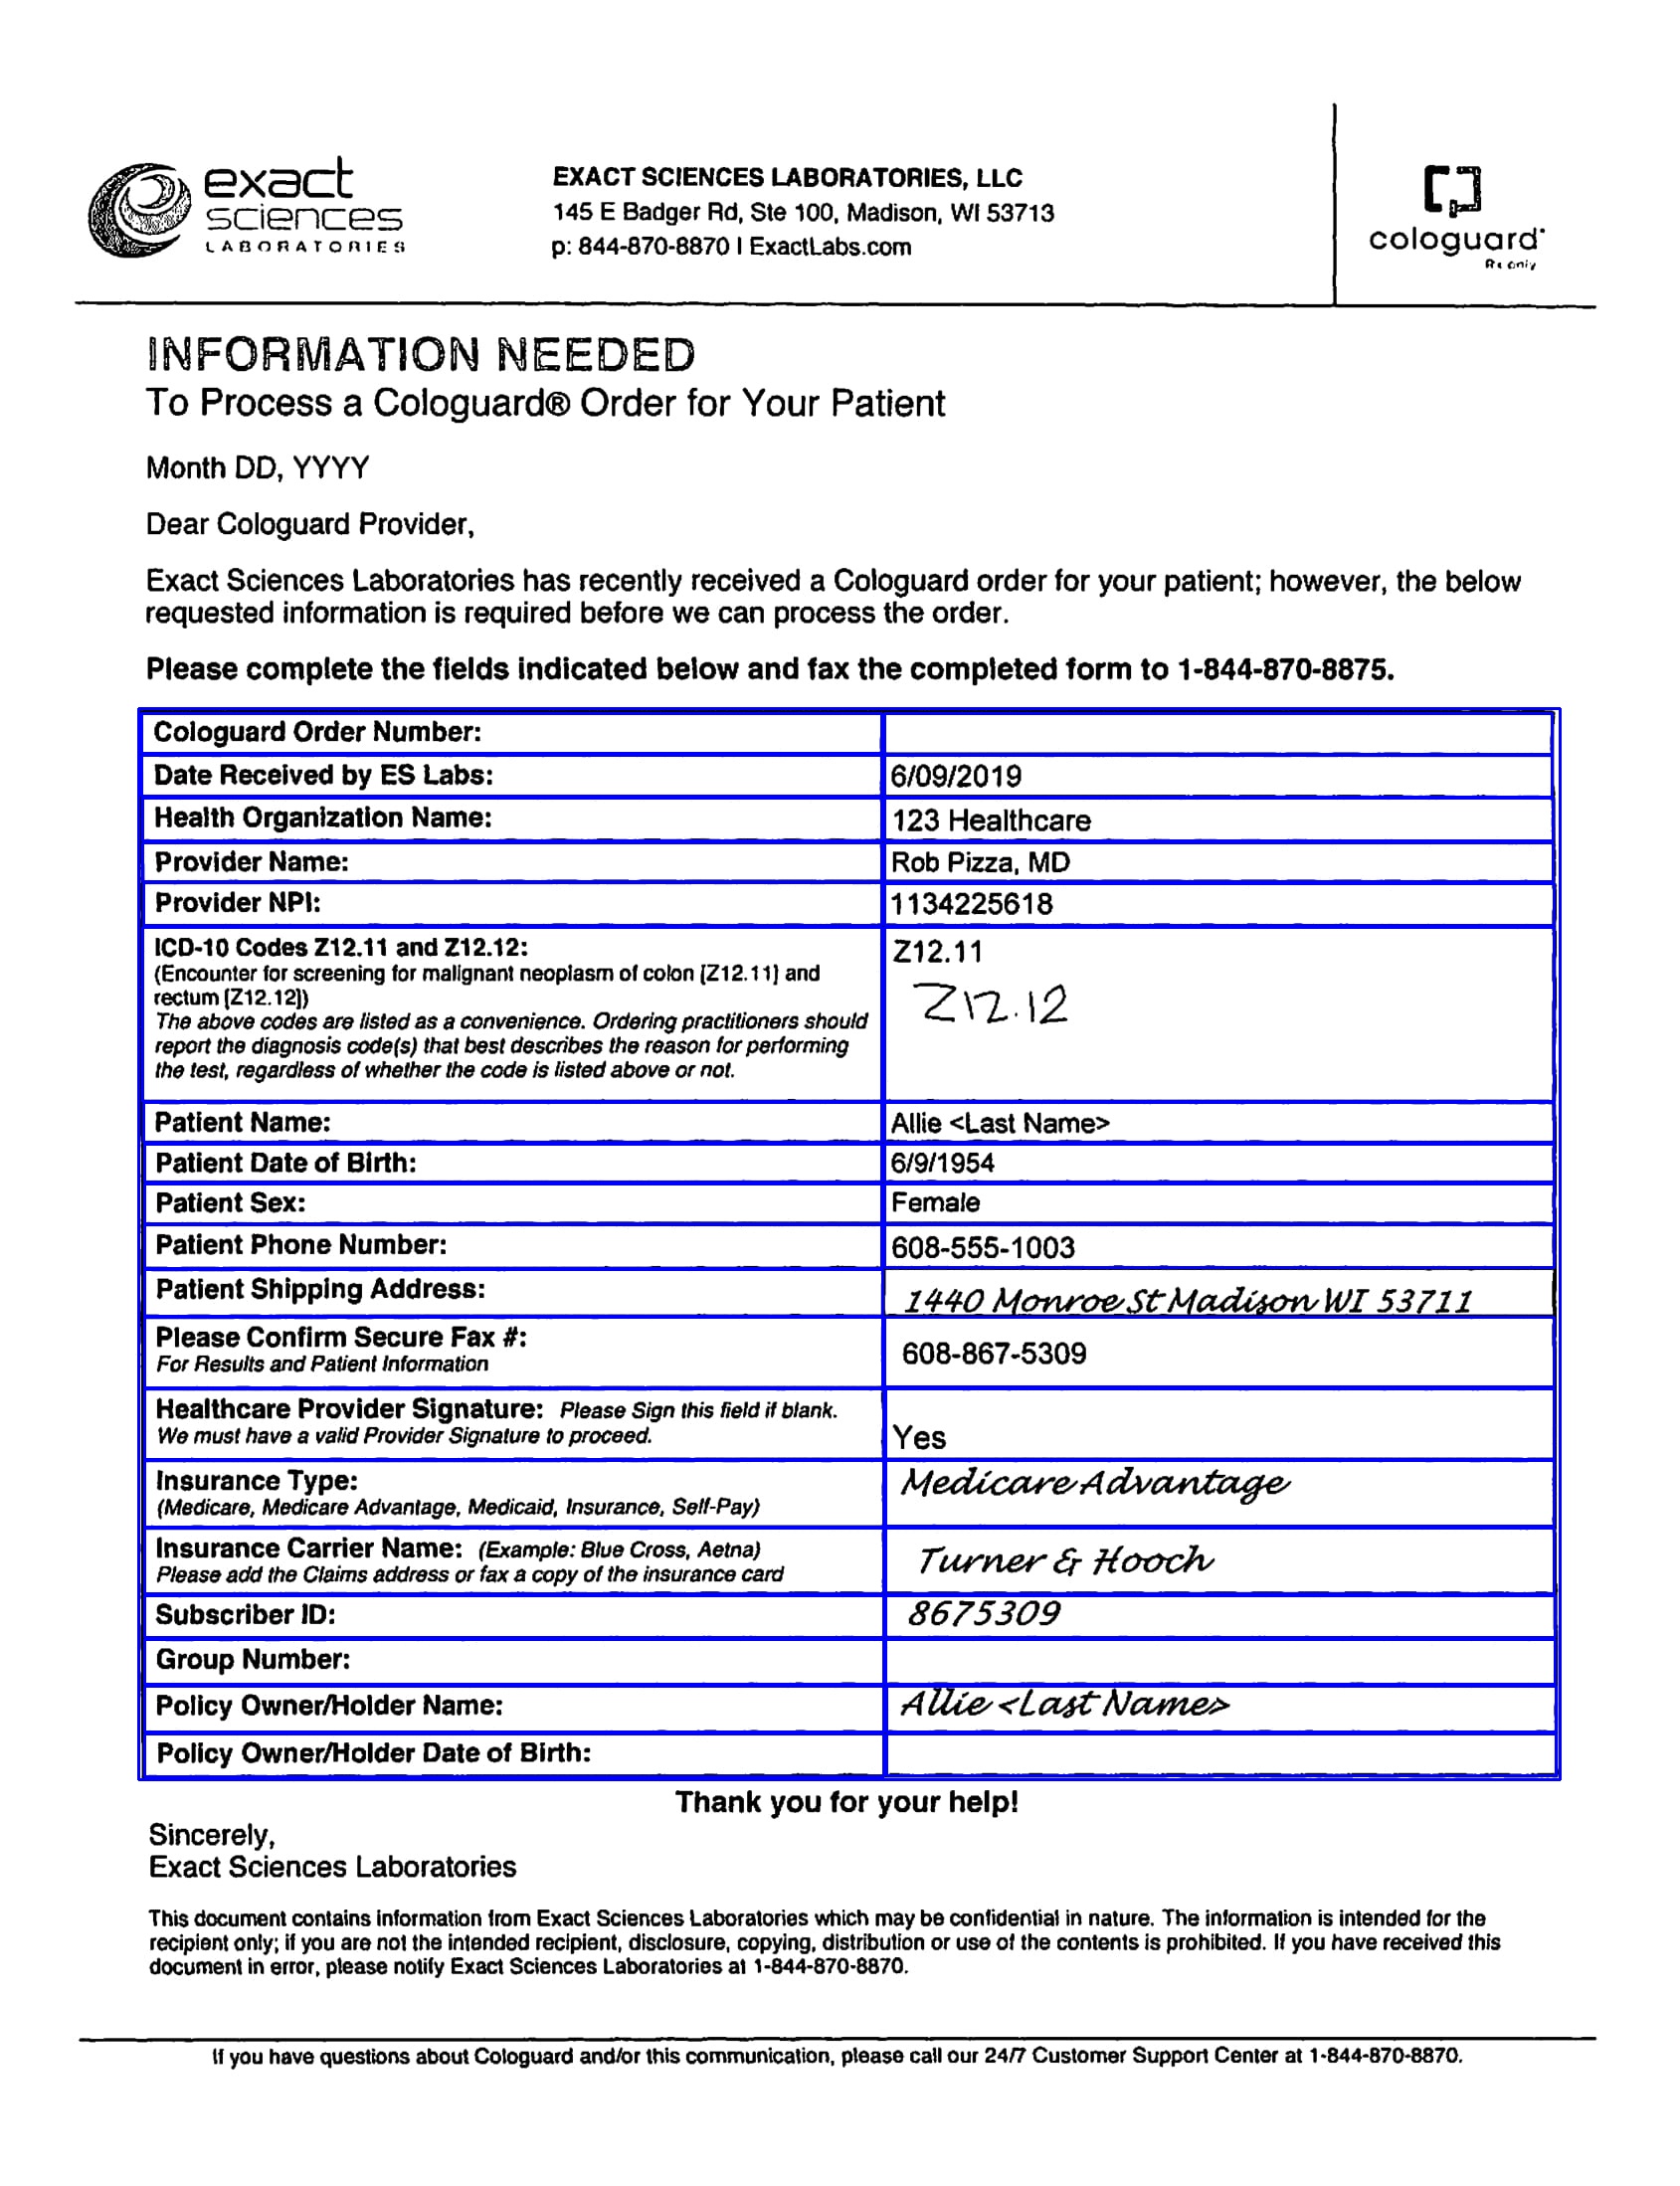 exact
sciences
LABORATORIES
EXACT SCIENCES LABORATORIES, LLC
145 E Badger Rd, Ste 100, Madison, WI 53713
p: 844-870-8870 | ExactLabs.com
cologuard
Rx only
INFORMATION NEEDED
To Process a Cologuard® Order for Your Patient
Month DD, YYYY
Dear Cologuard Provider,
Exact Sciences Laboratories has recently received a Cologuard order for your patient; however, the below
requested information is required before we can process the order.
Please complete the fields indicated below and fax the completed form to 1-844-870-8875.
Cologuard Order Number:
Date Received by ES Labs: 6/09/2019
Health Organization Name: 123 Healthcare
Provider Name: Rob Pizza, MD
Provider NPI: 1134225618
ICD-10 Codes Z12.11 and Z12.12: Z12.11
(Encounter for screening for malignant neoplasm of colon [Z12.11] and
rectum [Z12.12]) Z12.12
The above codes are listed as a convenience. Ordering practitioners should
report the diagnosis code(s) that best describes the reason for performing
the test, regardless of whether the code is listed above or not.
Patient Name: Allie <Last Name>
Patient Date of Birth: 6/9/1954
Patient Sex: Female
Patient Phone Number: 608-555-1003
Patient Shipping Address: 1440 Monroe St Madison WI 53711
Please Confirm Secure Fax #: 608-867-5309
For Results and Patient Information
Healthcare Provider Signature: Please Sign this field if blank.
We must have a valid Provider Signature to proceed. Yes
Insurance Type: Medicare Advantage
(Medicare, Medicare Advantage, Medicaid, Insurance, Self-Pay)
Insurance Carrier Name: (Example: Blue Cross, Aetna) Turner & Hooch
Please add the Claims address or fax a copy of the insurance card
Subscriber ID: 8675309
Group Number:
Policy Owner/Holder Name: Allie <Last Name>
Policy Owner/Holder Date of Birth:
Thank you for your help!
Sincerely,
Exact Sciences Laboratories
This document contains information from Exact Sciences Laboratories which may be confidential in nature. The information is intended for the
recipient only; if you are not the intended recipient, disclosure, copying, distribution or use of the contents is prohibited. If you have received this
document in error, please notify Exact Sciences Laboratories at 1-844-870-8870.
If you have questions about Cologuard and/or this communication, please call our 24/7 Customer Support Center at 1-844-870-8870.